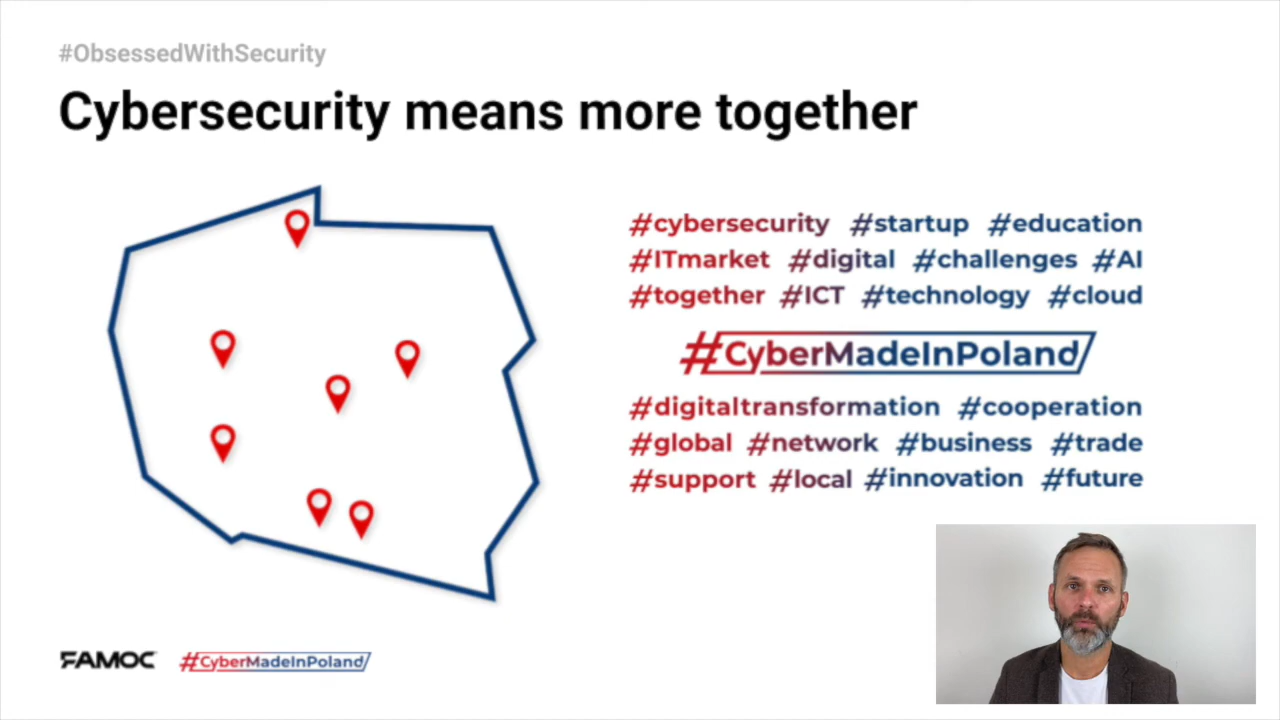 #ObsessedWithSecurity
Cybersecurity means more together
#cybersecurity #startup #education
#ITmarket #digital #challenges #AI
#together #ICT #technology #cloud
#CyberMadeInPoland
#digitaltransformation #cooperation
#global #network #business #trade
#support #local #innovation #future
FAMOC #CyberMadeInPoland